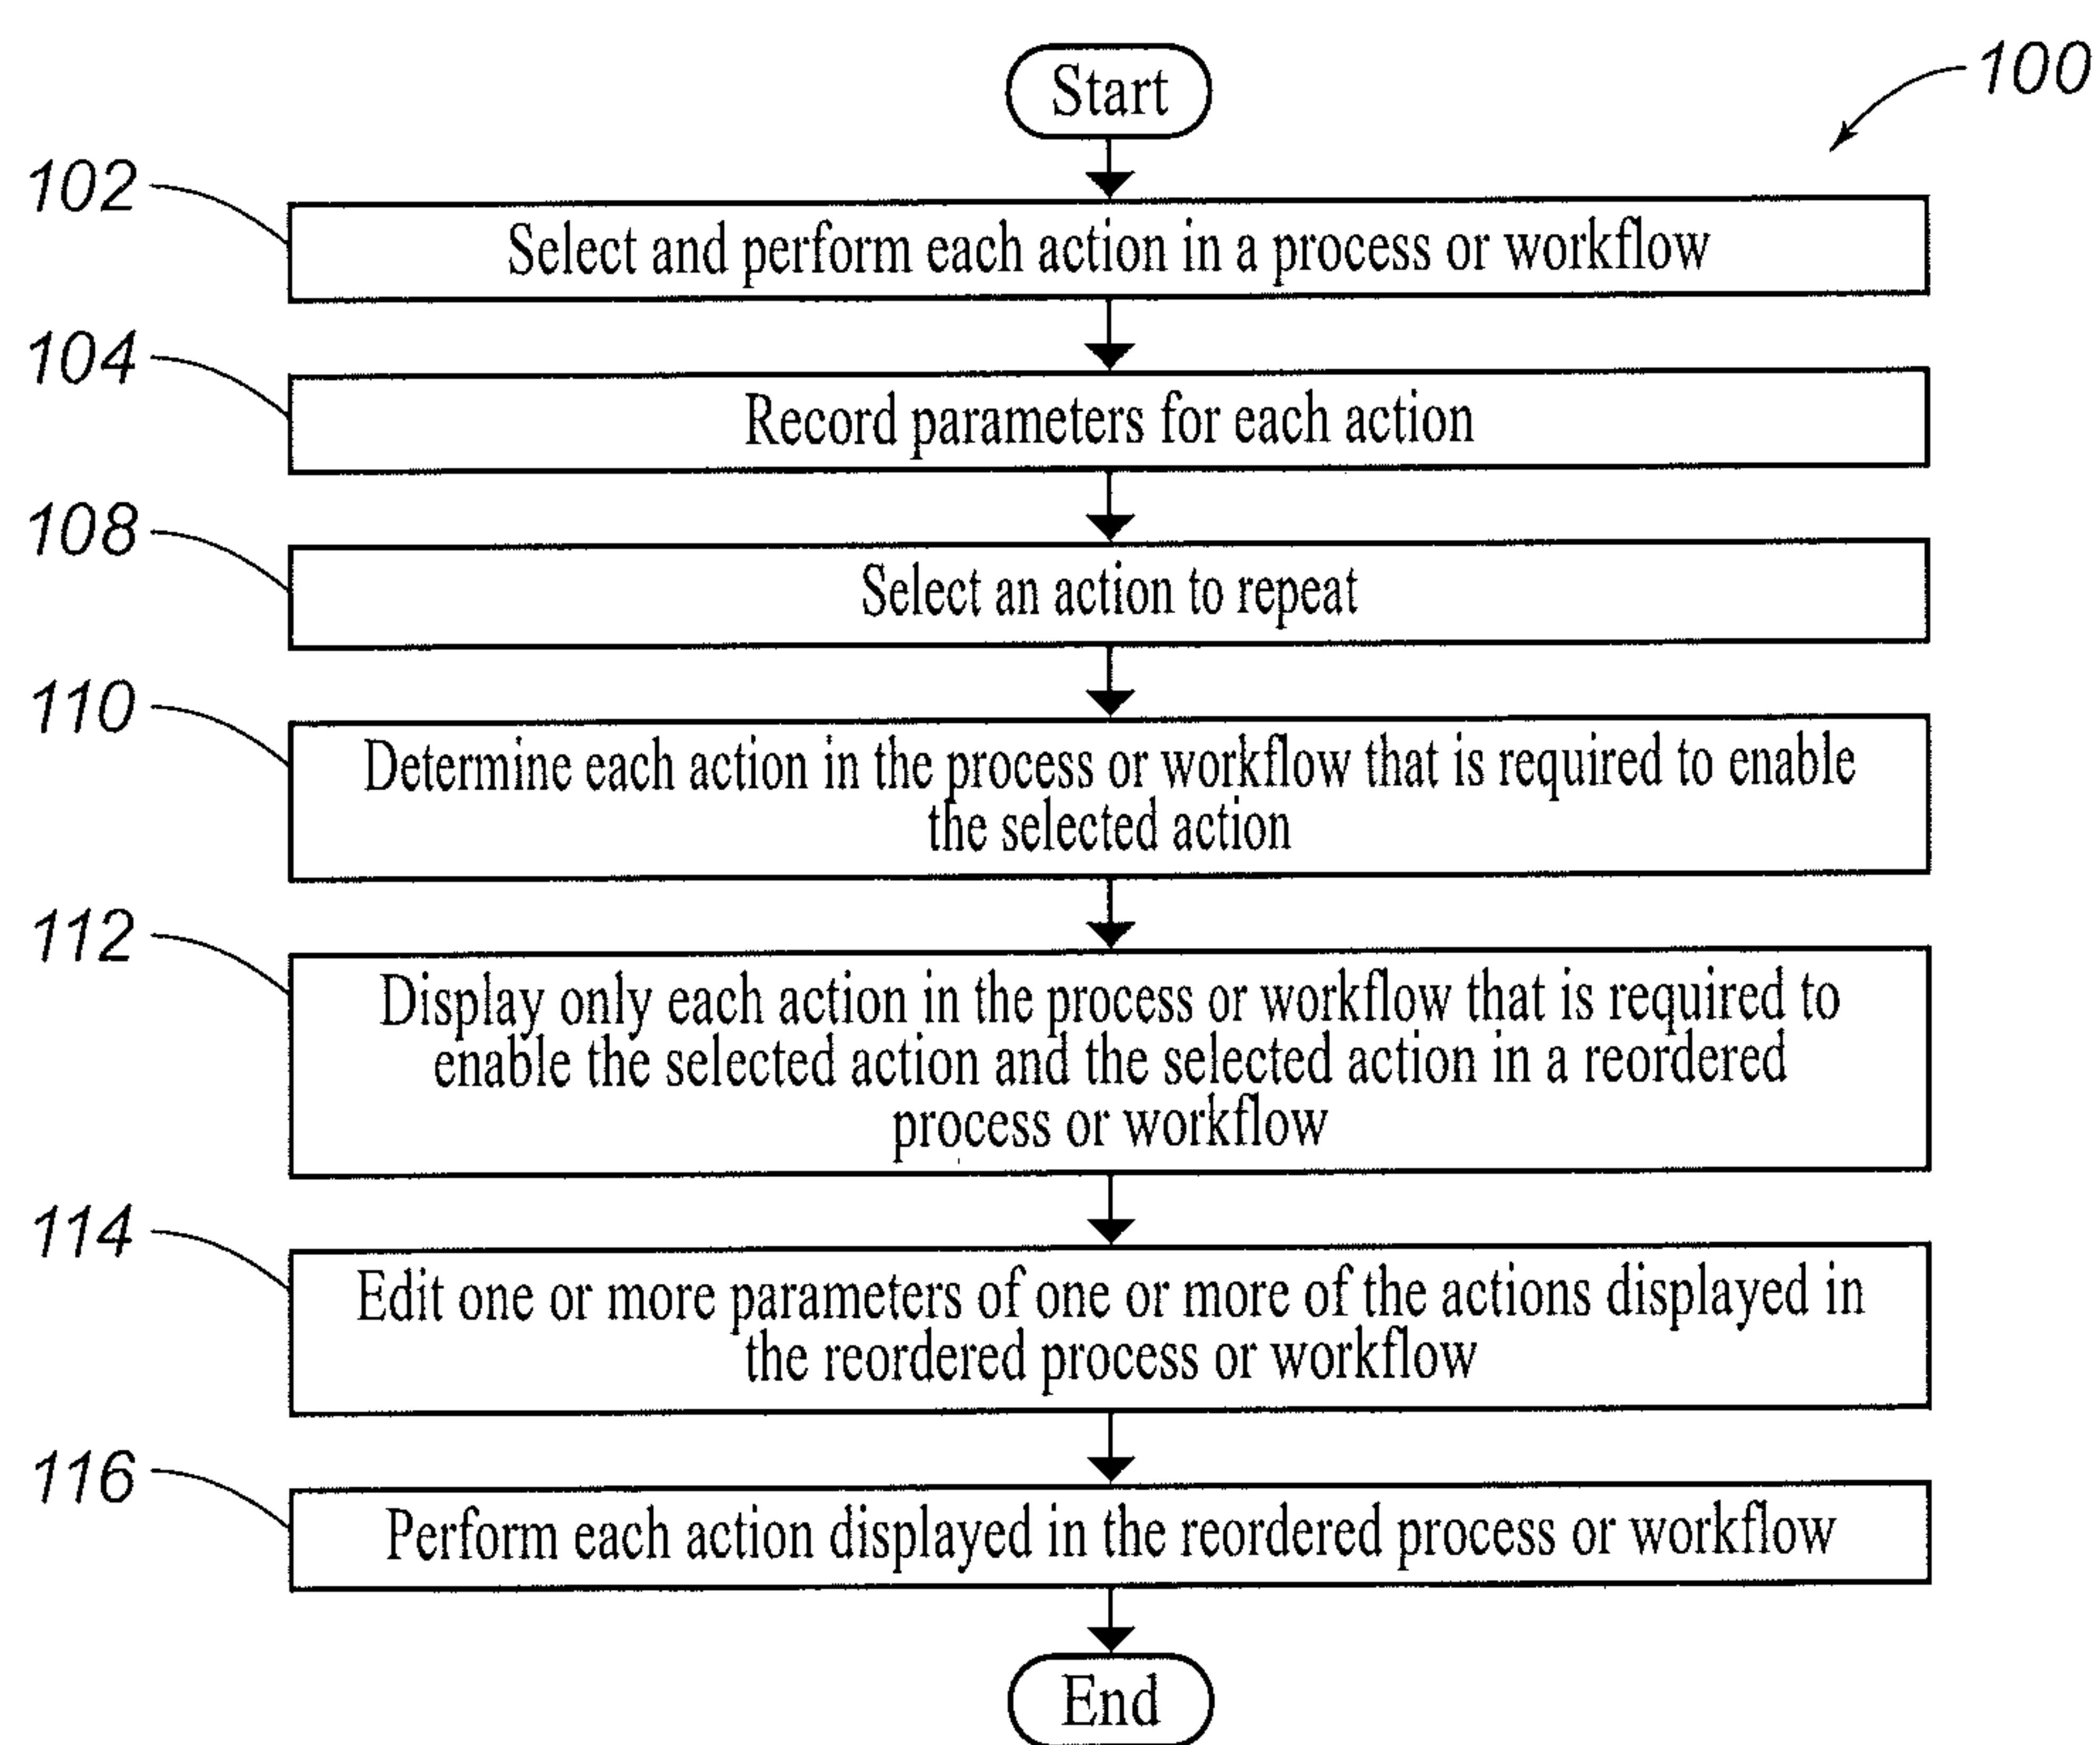 Start
100
102
Select and perform each action in a process or workflow
104
Record parameters for each action
108
Select an action to repeat
110
Determine each action in the process or workflow that is required to enable
the selected action
112
Display only each action in the process or workflow that is required to
enable the selected action and the selected action in a reordered
process or workflow
114
Edit one or more parameters of one or more of the actions displayed in
the reordered process or workflow
116
Perform each action displayed in the reordered process or workflow
End